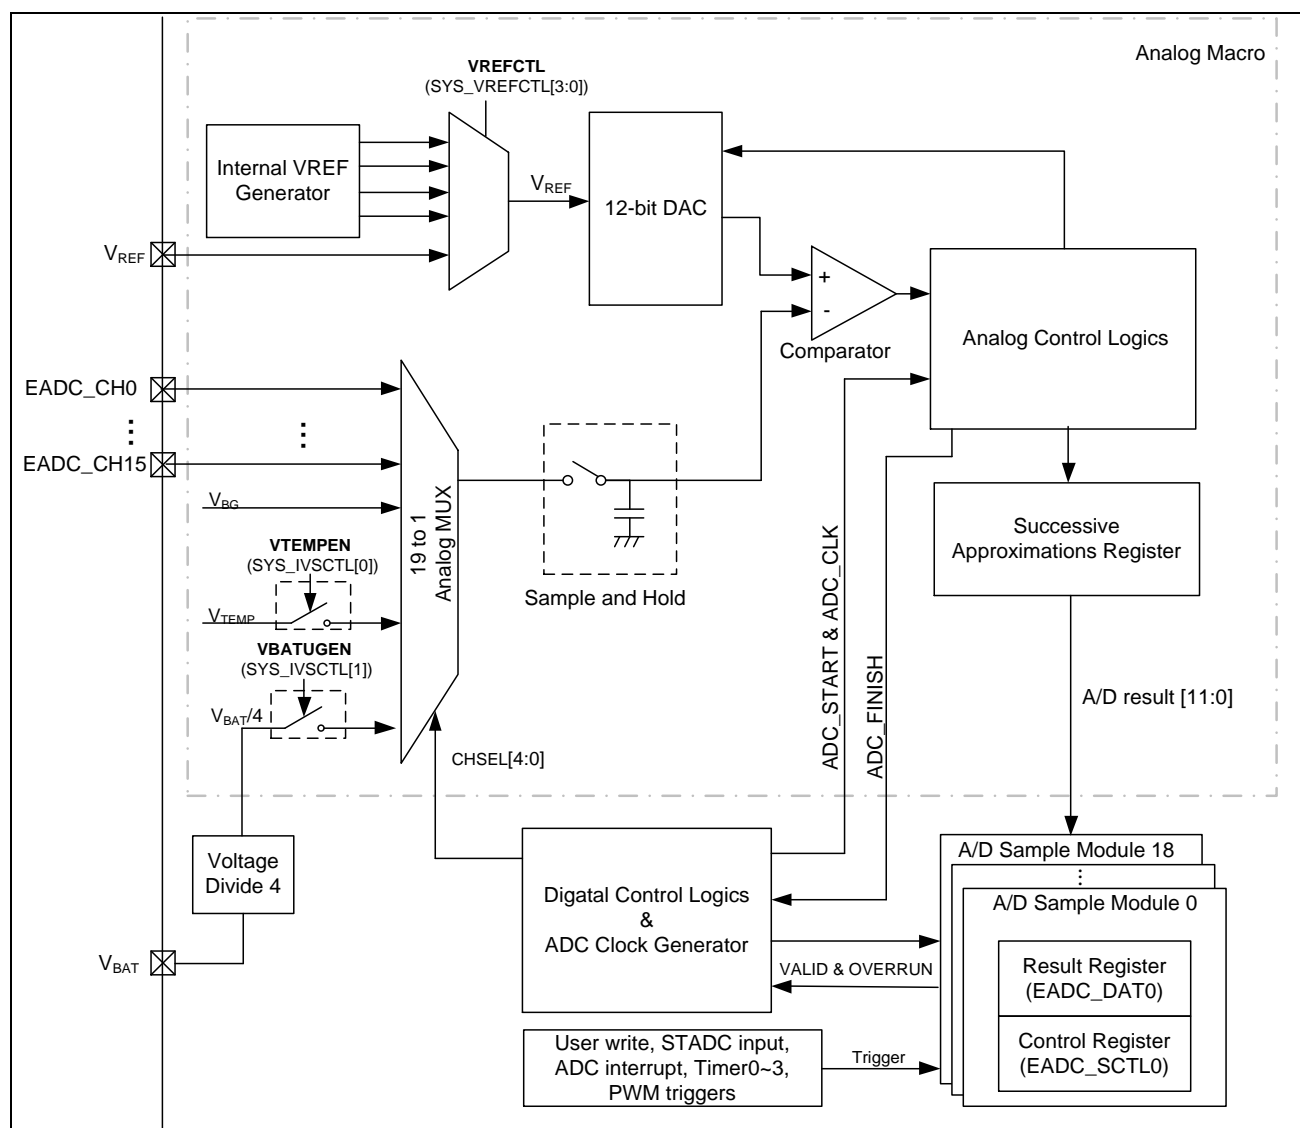 Analog Macro
VREFCTL
(SYS_VREFCTL[3:0])
Internal VREF
Generator
VREF
12-bit DAC
VREF
+
-
Comparator
Analog Control Logics
EADC_CH0
⋮
⋮
EADC_CH15
VBG
VTEMPEN
(SYS_IVSCTL[0])
VTEMP
VBATUGEN
(SYS_IVSCTL[1])
VBAT/4
19 to 1
Analog MUX
Sample and Hold
Successive
Approximations Register
ADC_START & ADC_CLK
ADC_FINISH
A/D result [11:0]
CHSEL[4:0]
Voltage
Divide 4
VBAT
Digatal Control Logics
&
ADC Clock Generator
A/D Sample Module 18
⋮
A/D Sample Module 0
VALID & OVERRUN
Result Register
(EADC_DAT0)
Control Register
(EADC_SCTL0)
User write, STADC input,
ADC interrupt, Timer0~3,
PWM triggers
Trigger